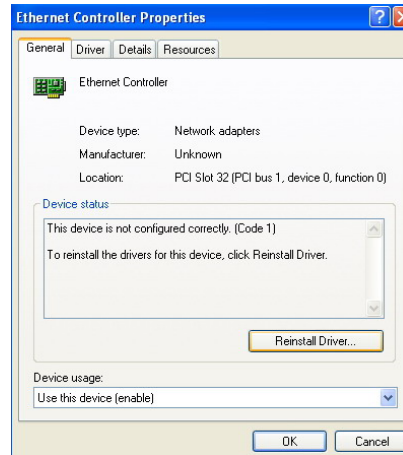 Ethernet Controller Properties
General Driver Details Resources
Ethernet Controller
Device type: Network adapters
Manufacturer: Unknown
Location: PCI Slot 32 (PCI bus 1, device 0, function 0)
Device status
This device is not configured correctly. (Code 1)
To reinstall the drivers for this device, click Reinstall Driver.
Reinstall Driver...
Device usage:
Use this device (enable)
OK Cancel